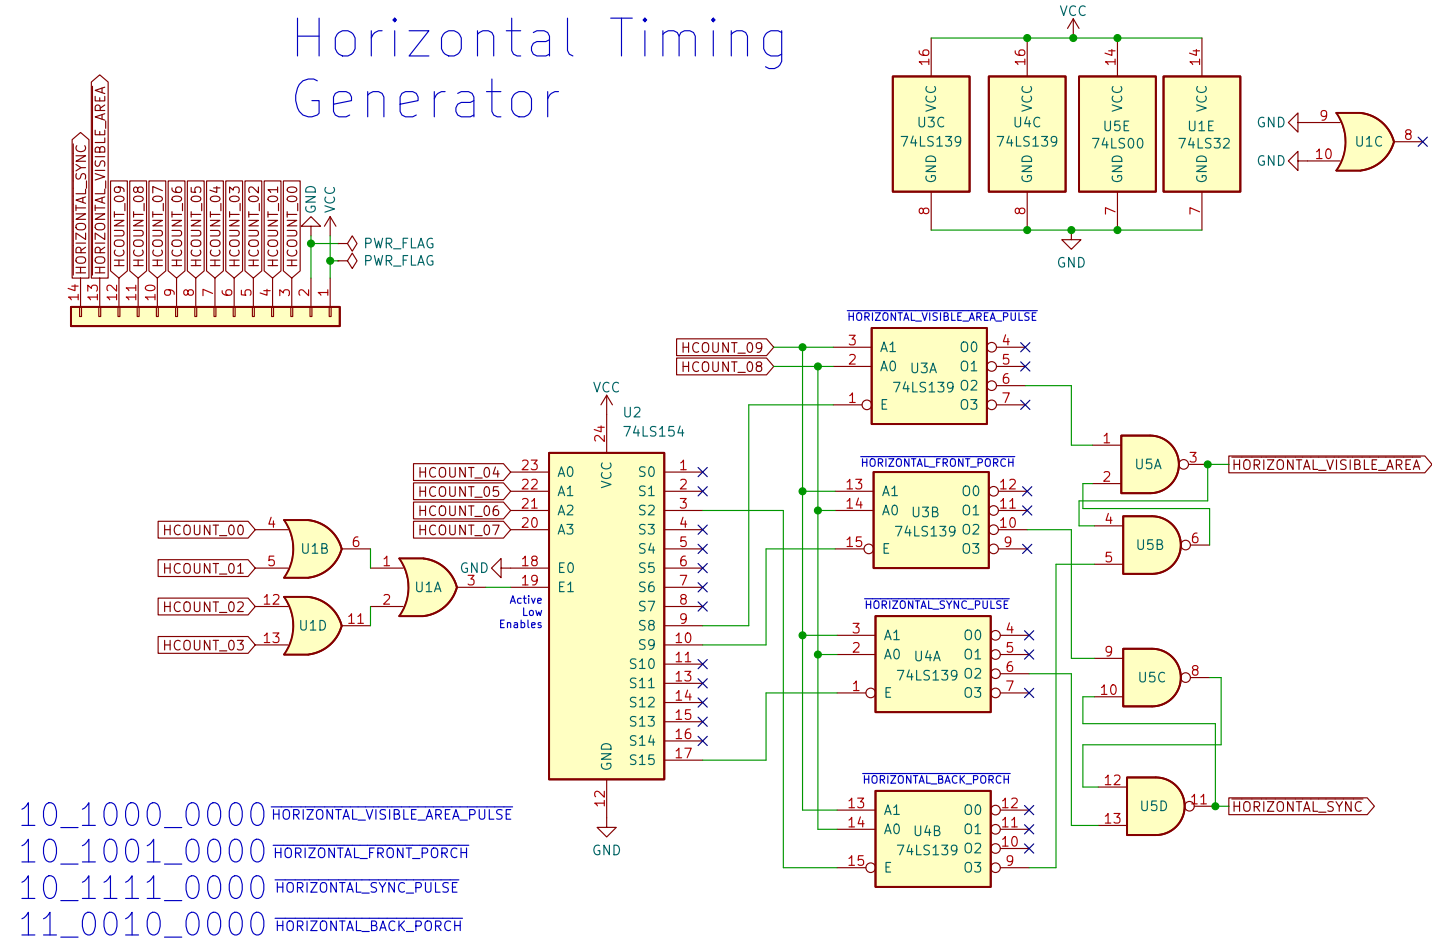 Horizontal Timing
Generator
HORIZONTAL_SYNC
HORIZONTAL_VISIBLE_AREA
HCOUNT_09
HCOUNT_08
HCOUNT_07
HCOUNT_06
HCOUNT_05
HCOUNT_04
HCOUNT_03
HCOUNT_02
HCOUNT_01
HCOUNT_00
GND
VCC
PWR_FLAG
PWR_FLAG
14 13 12 11 10 9 8 7 6 5 4 3 2 1
VCC
16 16 14 14
VCC VCC VCC VCC
U3C U4C U5E U1E
74LS139 74LS139 74LS00 74LS32
GND GND GND GND
8 8 7 7
GND
GND 9
GND 10
U1C
8
HCOUNT_00 4
HCOUNT_01 5
U1B
6
HCOUNT_02 12
HCOUNT_03 13
U1D
11
1
2
U1A
3
VCC
24
U2
74LS154
VCC
HCOUNT_04 23 A0
HCOUNT_05 22 A1
HCOUNT_06 21 A2
HCOUNT_07 20 A3
GND 18 E0
19 E1
Active
Low
Enables
S0 1
S1 2
S2 3
S3 4
S4 5
S5 6
S6 7
S7 8
S8 9
S9 10
S10 11
S11 13
S12 14
S13 15
S14 16
S15 17
GND
12
GND
HORIZONTAL_VISIBLE_AREA_PULSE
HCOUNT_09 3 A1 O0 4
HCOUNT_08 2 A0 O1 5
U3A
74LS139
O2 6
1 E O3 7
HORIZONTAL_FRONT_PORCH
13 A1 O0 12
14 A0 O1 11
U3B
74LS139
O2 10
15 E O3 9
HORIZONTAL_SYNC_PULSE
3 A1 O0 4
2 A0 O1 5
U4A
74LS139
O2 6
1 E O3 7
HORIZONTAL_BACK_PORCH
13 A1 O0 12
14 A0 O1 11
U4B
74LS139
O2 10
15 E O3 9
1
2
U5A
3
HORIZONTAL_VISIBLE_AREA
4
5
U5B
6
9
10
U5C
8
12
13
U5D
11
HORIZONTAL_SYNC
10_1000_0000 HORIZONTAL_VISIBLE_AREA_PULSE
10_1001_0000 HORIZONTAL_FRONT_PORCH
10_1111_0000 HORIZONTAL_SYNC_PULSE
11_0010_0000 HORIZONTAL_BACK_PORCH